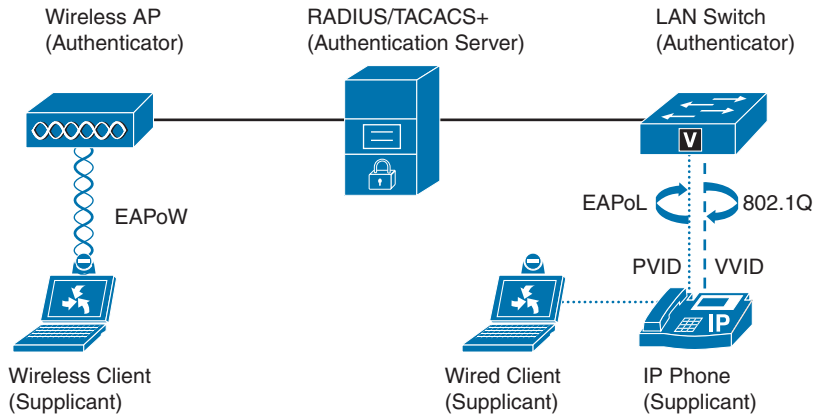 Wireless AP
(Authenticator)
RADIUS/TACACS+
(Authentication Server)
LAN Switch
(Authenticator)
V
EAPoW
EAPoL
802.1Q
PVID
VVID
IP
Wireless Client
(Supplicant)
Wired Client
(Supplicant)
IP Phone
(Supplicant)